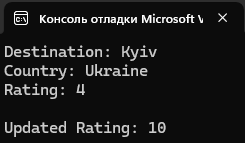 Консоль отладки Microsoft V
Destination: Kyiv
Country: Ukraine
Rating: 4
Updated Rating: 10